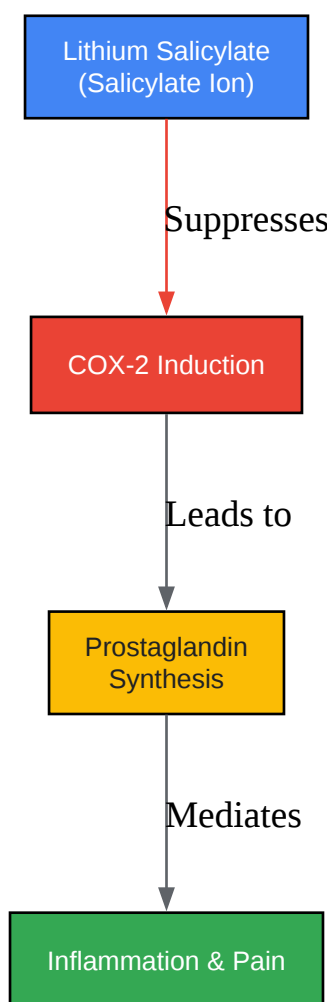 Lithium Salicylate
(Salicylate Ion)
Suppresses
COX-2 Induction
Leads to
Prostaglandin
Synthesis
Mediates
Inflammation & Pain